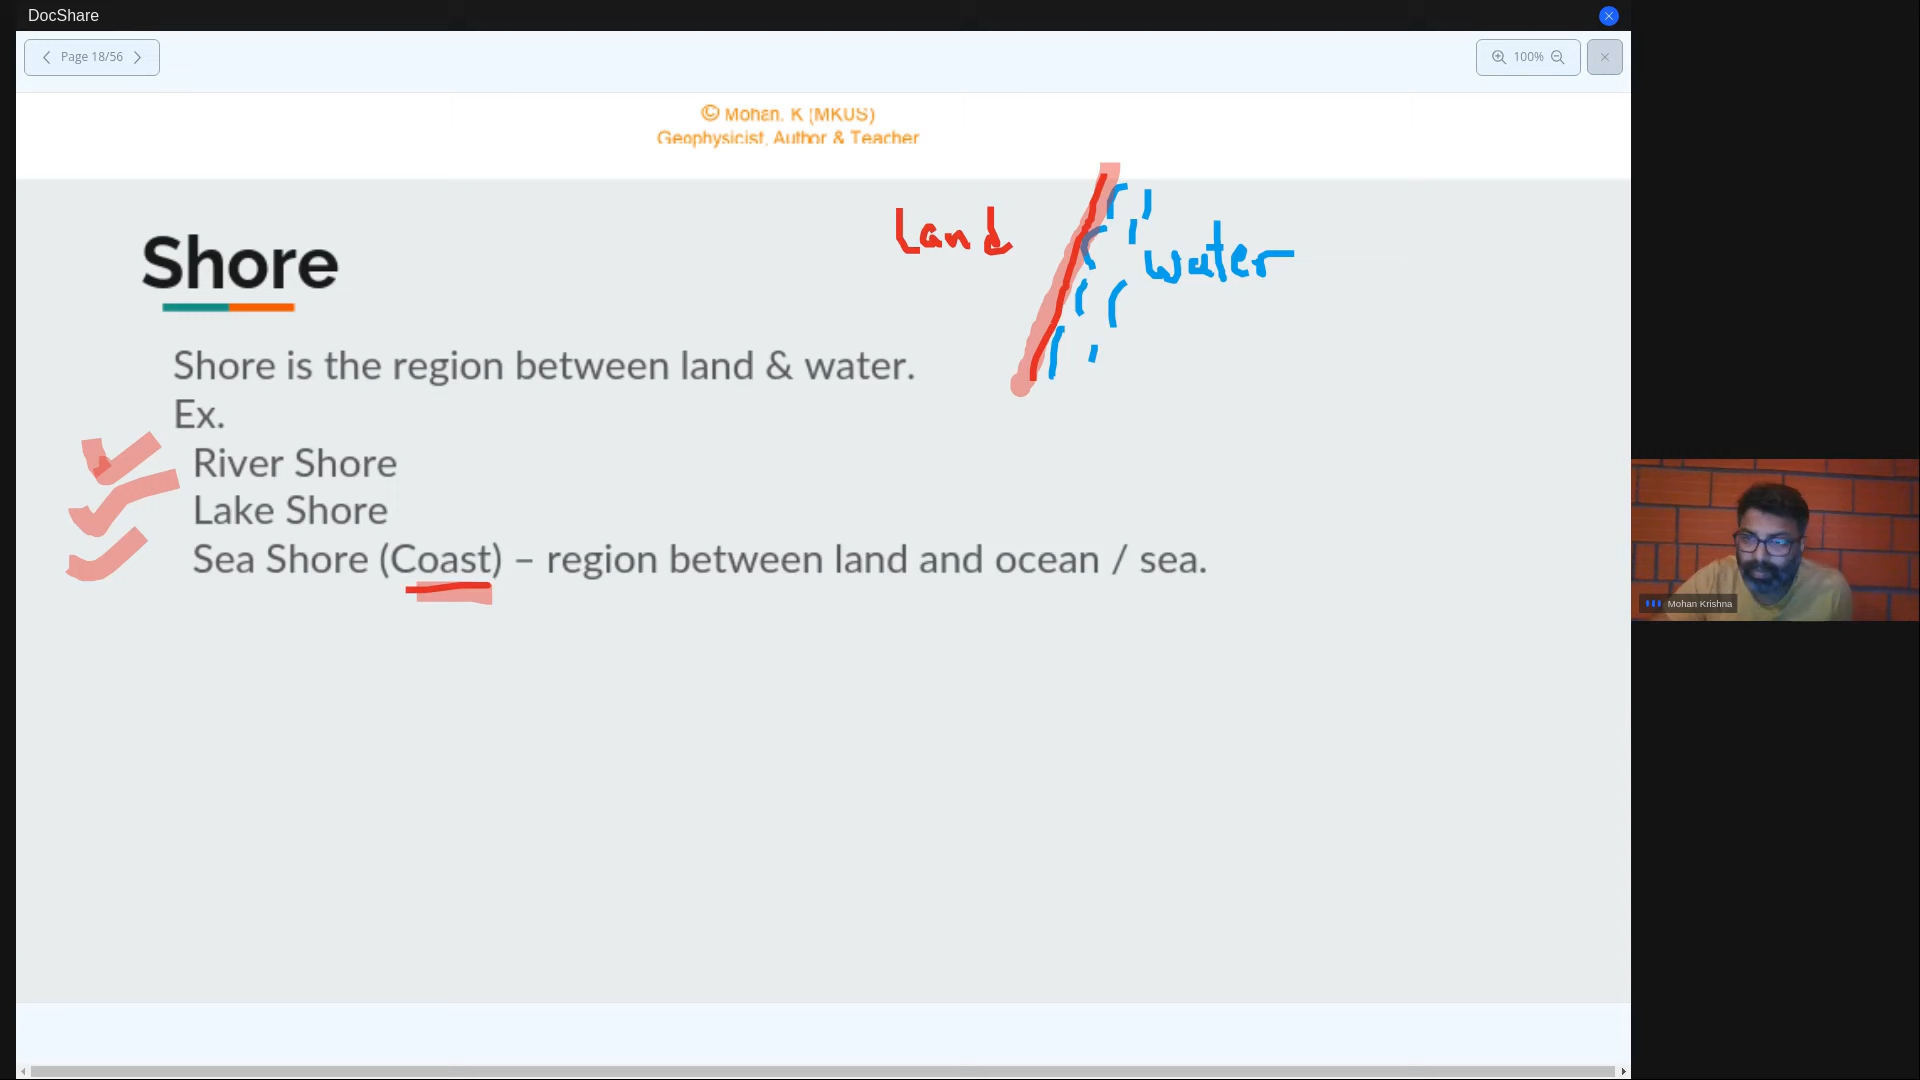 DocShare
Page 18/56
100%
© Mohan. K (MKUS)
Geophysicist, Author & Teacher
Land
water
Shore
Shore is the region between land & water.
Ex.
River Shore
Lake Shore
Sea Shore (Coast) – region between land and ocean / sea.
Mohan Krishna